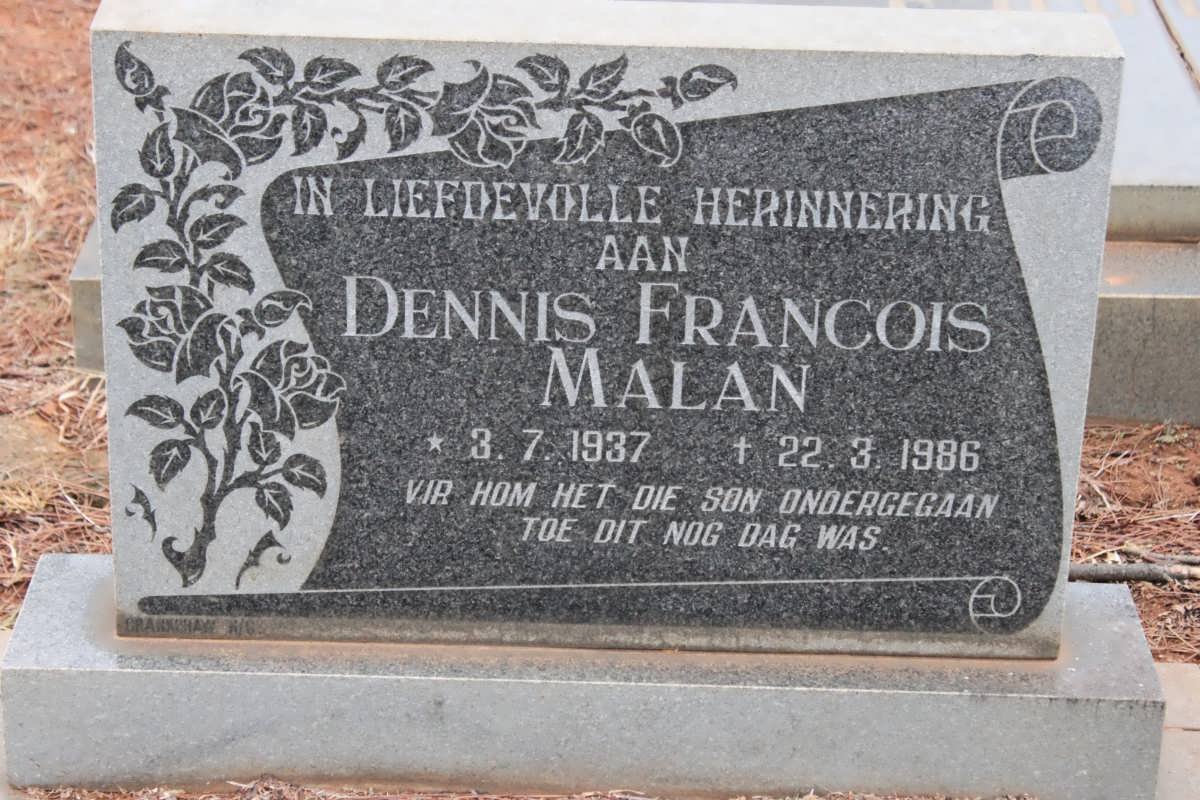 IN LIEFDEVOLLE HERINNERING
AAN
DENNIS FRANCOIS
MALAN
* 3. 7. 1937 † 22. 3. 1986
VIR HOM HET DIE SON ONDERGEGAAN
TOE DIT NOG DAG WAS.
CRANKSHAW N/S